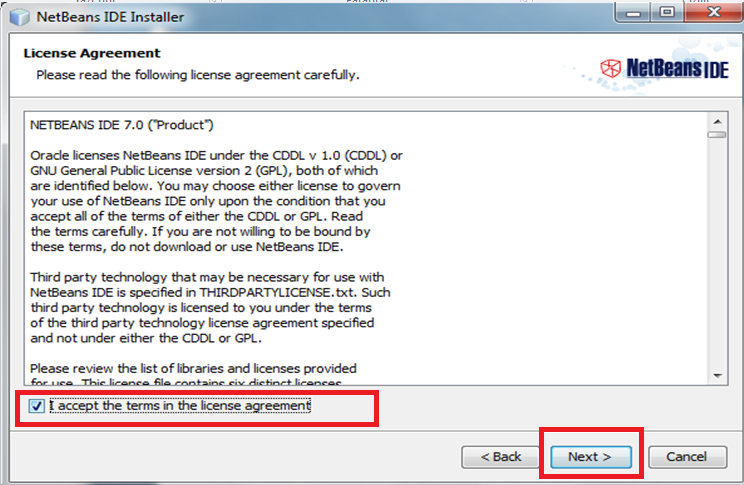 NetBeans IDE Installer
License Agreement
Please read the following license agreement carefully.
NetBeans IDE
NETBEANS IDE 7.0 ("Product")
Oracle licenses NetBeans IDE under the CDDL v 1.0 (CDDL) or
GNU General Public License version 2 (GPL), both of which
are identified below. You may choose either license to govern
your use of NetBeans IDE only upon the condition that you
accept all of the terms of either the CDDL or GPL. Read
the terms carefully. If you are not willing to be bound by
these terms, do not download or use NetBeans IDE.
Third party technology that may be necessary for use with
NetBeans IDE is specified in THIRDPARTYLICENSE.txt. Such
third party technology is licensed to you under the terms
of the third party technology license agreement specified
and not under either the CDDL or GPL.
Please review the list of libraries and licenses provided
for use. This license file contains six distinct licenses
I accept the terms in the license agreement
< Back
Next >
Cancel